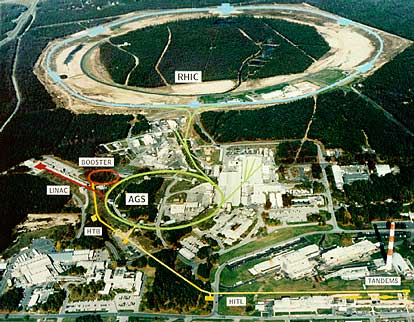 RHIC
BOOSTER
LINAC
AGS
HTB
TANDEMS
HITL